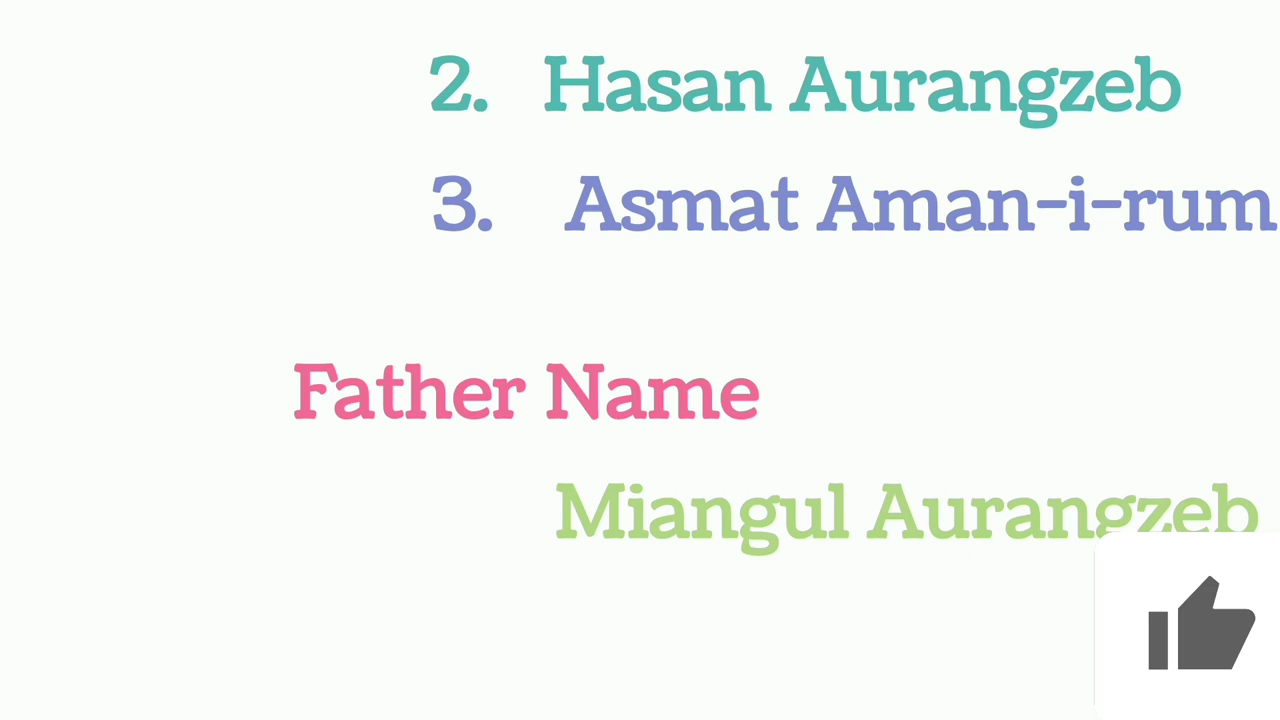 2. Hasan Aurangzeb
3. Asmat Aman-i-rum
Father Name
Miangul Aurangzeb